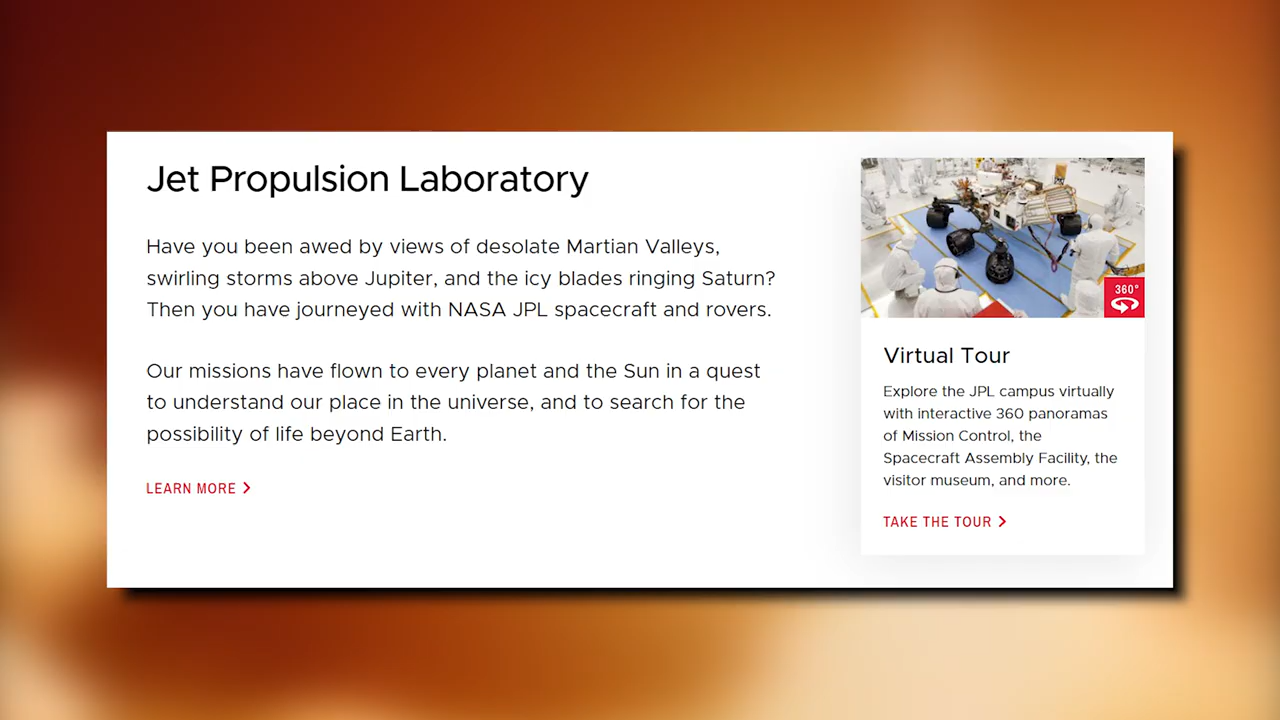 Jet Propulsion Laboratory
Have you been awed by views of desolate Martian Valleys,
swirling storms above Jupiter, and the icy blades ringing Saturn?
Then you have journeyed with NASA JPL spacecraft and rovers.
Our missions have flown to every planet and the Sun in a quest
to understand our place in the universe, and to search for the
possibility of life beyond Earth.
LEARN MORE
360°
Virtual Tour
Explore the JPL campus virtually
with interactive 360 panoramas
of Mission Control, the
Spacecraft Assembly Facility, the
visitor museum, and more.
TAKE THE TOUR